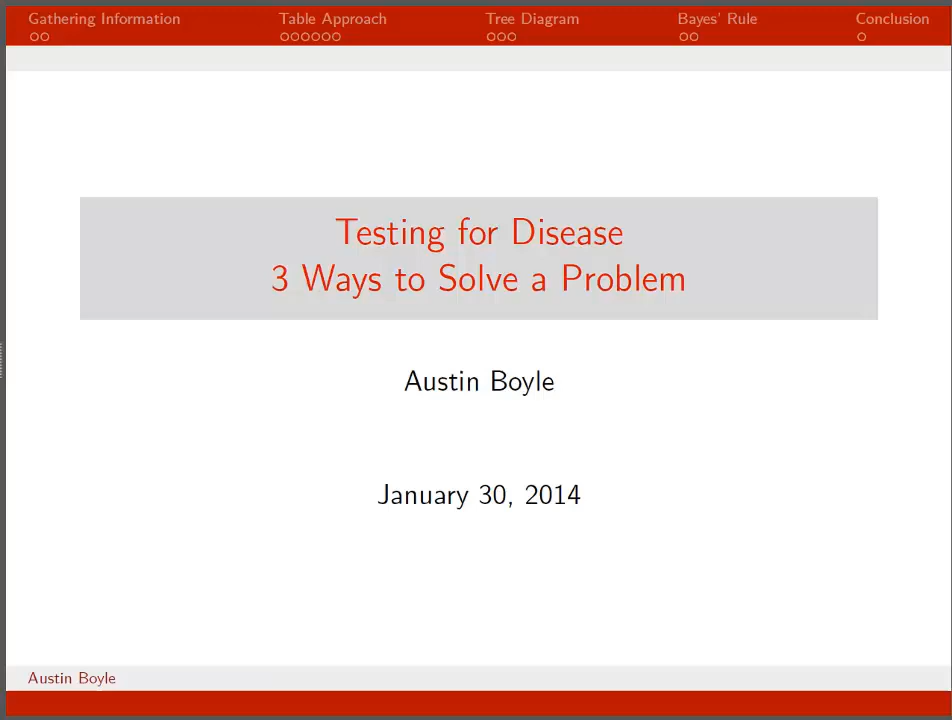 Gathering Information Table Approach Tree Diagram Bayes' Rule Conclusion
Testing for Disease
3 Ways to Solve a Problem
Austin Boyle
January 30, 2014
Austin Boyle